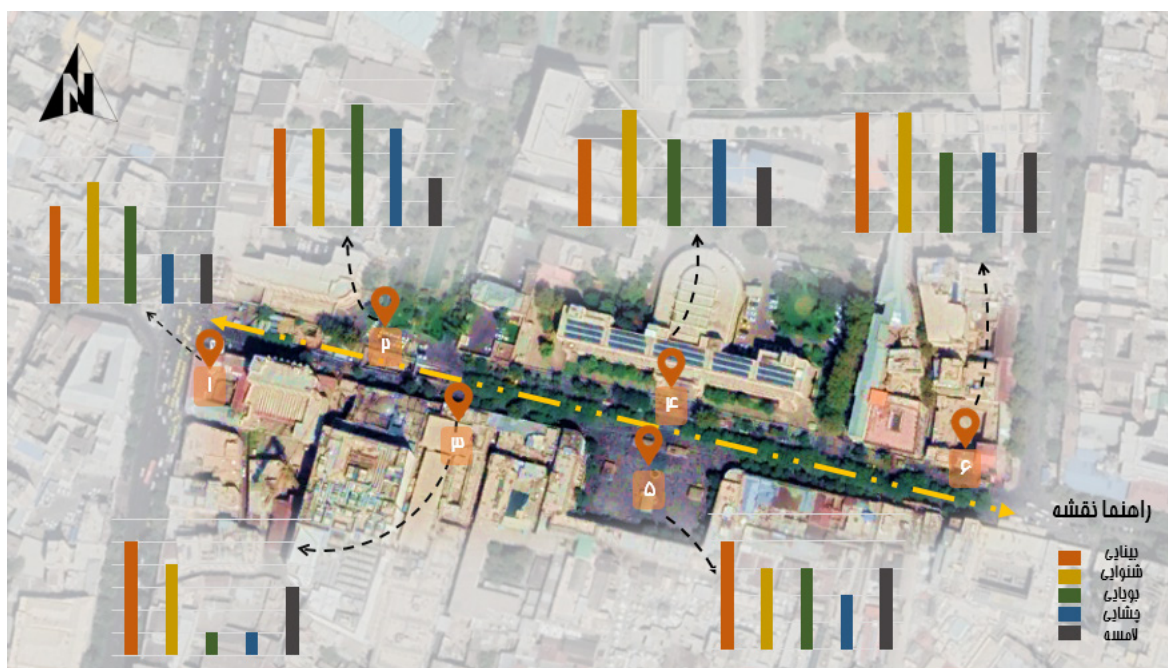 N
۱
۲
۳
۴
۵
۶
راهنما نقشه
بینایی
شنوایی
بویایی
چشایی
لامسه